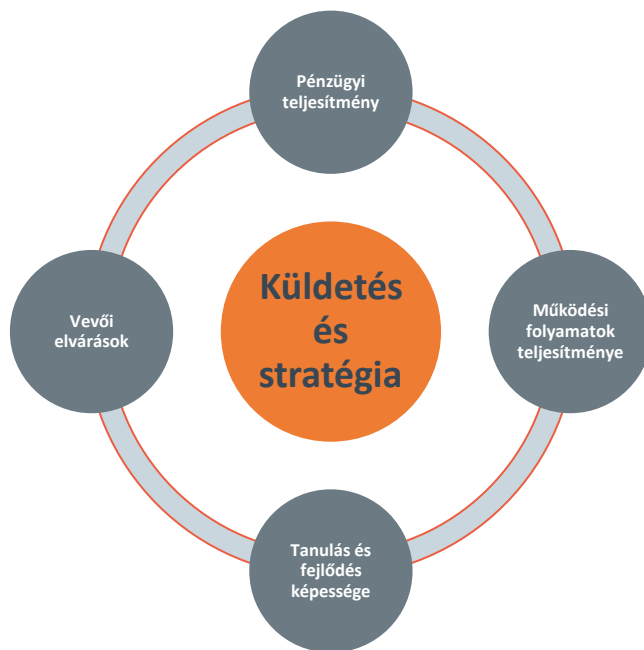 Pénzügyi
teljesítmény
Küldetés
és
stratégia
Vevői
elvárások
Működési
folyamatok
teljesítménye
Tanulás és
fejlődés
képessége